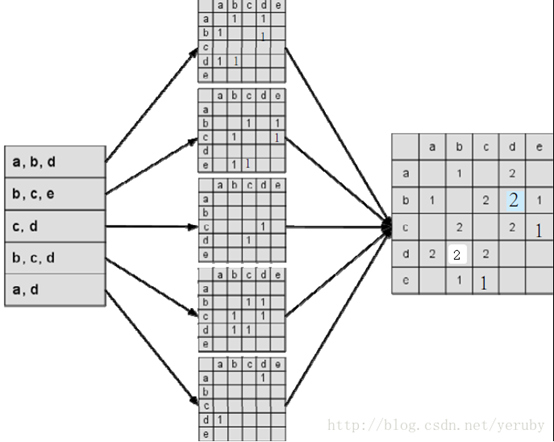 a, b, d
b, c, e
c, d
b, c, d
a, d
a b c d e
a 1 1
b 1 1
c
d 1 1
e
a b c d e
a
b 1 1
c 1 1
d
e 1 1
a b c d e
a
b
c 1
d 1
e
a b c d e
a
b 1 1
c 1 1
d 1 1
e
a b c d e
a 1
b
c
d 1
e
a b c d e
a 1 2
b 1 2 2 1
c 2 2 1
d 2 2 2
e 1 1
http://blog.csdn.net/yeruby